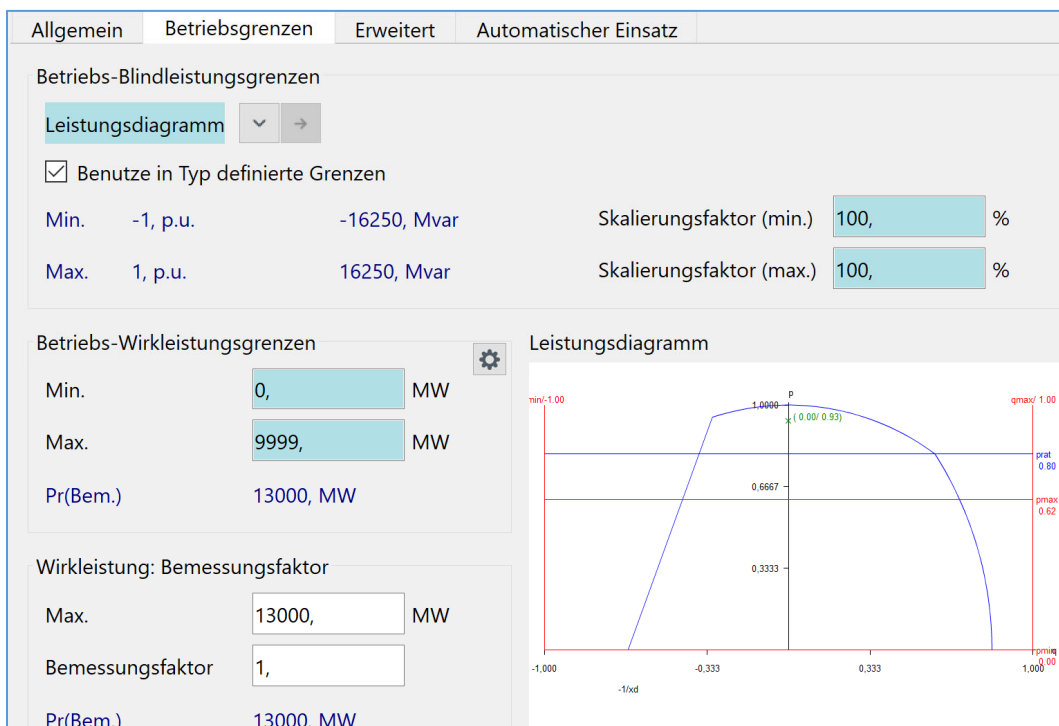 Allgemein Betriebsgrenzen Erweitert Automatischer Einsatz
Betriebs-Blindleistungsgrenzen
Leistungsdiagramm
Benutze in Typ definierte Grenzen
Min. -1, p.u. -16250, Mvar Skalierungsfaktor (min.) 100, %
Max. 1, p.u. 16250, Mvar Skalierungsfaktor (max.) 100, %
Betriebs-Wirkleistungsgrenzen
Min. 0, MW
Max. 9999, MW
Pr(Bem.) 13000, MW
Wirkleistung: Bemessungsfaktor
Max. 13000, MW
Bemessungsfaktor 1,
Pr(Bem.) 13000, MW
Leistungsdiagramm
p
min/-1.00 qmax/ 1.00
1,0000
x ( 0.00/ 0.93)
prat
0.80
0,6667
pmax
0.62
0,3333
pmin q
0.00
-1,000 -0,333 0,333 1,000
-1/xd